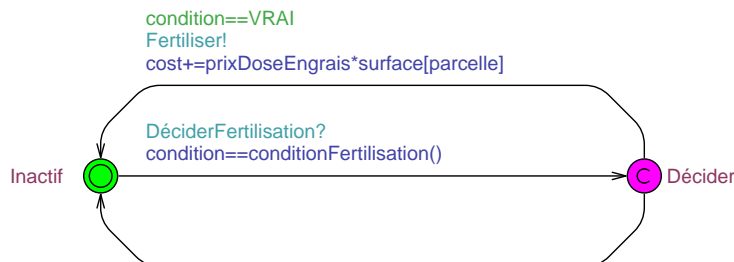 condition==VRAI
Fertiliser!
cost+=prixDoseEngrais*surface[parcelle]
DéciderFertilisation?
condition==conditionFertilisation()
Inactif
C Décider